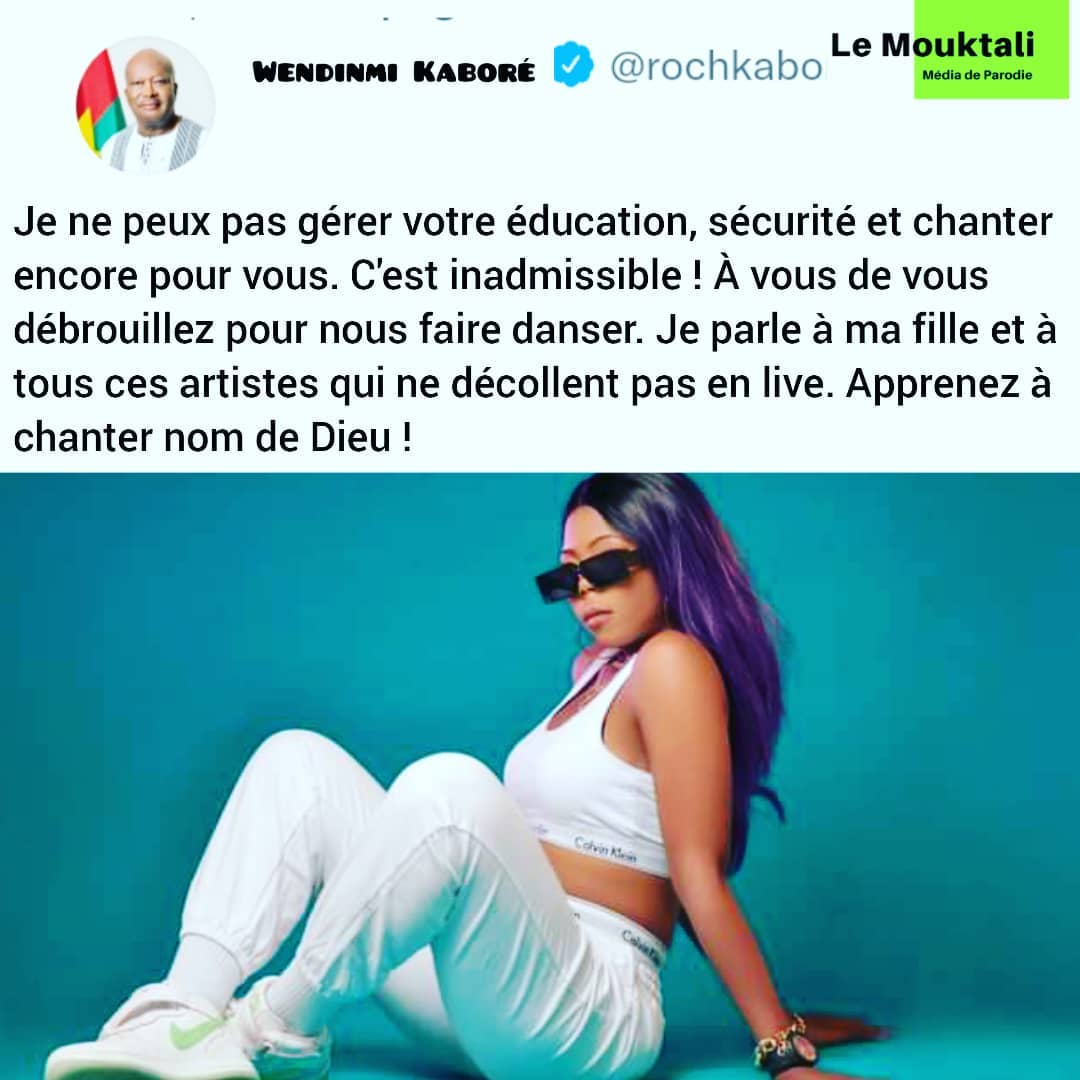 WENDINMI KABORÉ @rochkabo
Le Mouktali
Média de Parodie
Je ne peux pas gérer votre éducation, sécurité et chanter
encore pour vous. C'est inadmissible ! À vous de vous
débrouillez pour nous faire danser. Je parle à ma fille et à
tous ces artistes qui ne décollent pas en live. Apprenez à
chanter nom de Dieu !
Calvin Klein
Calvin Klein